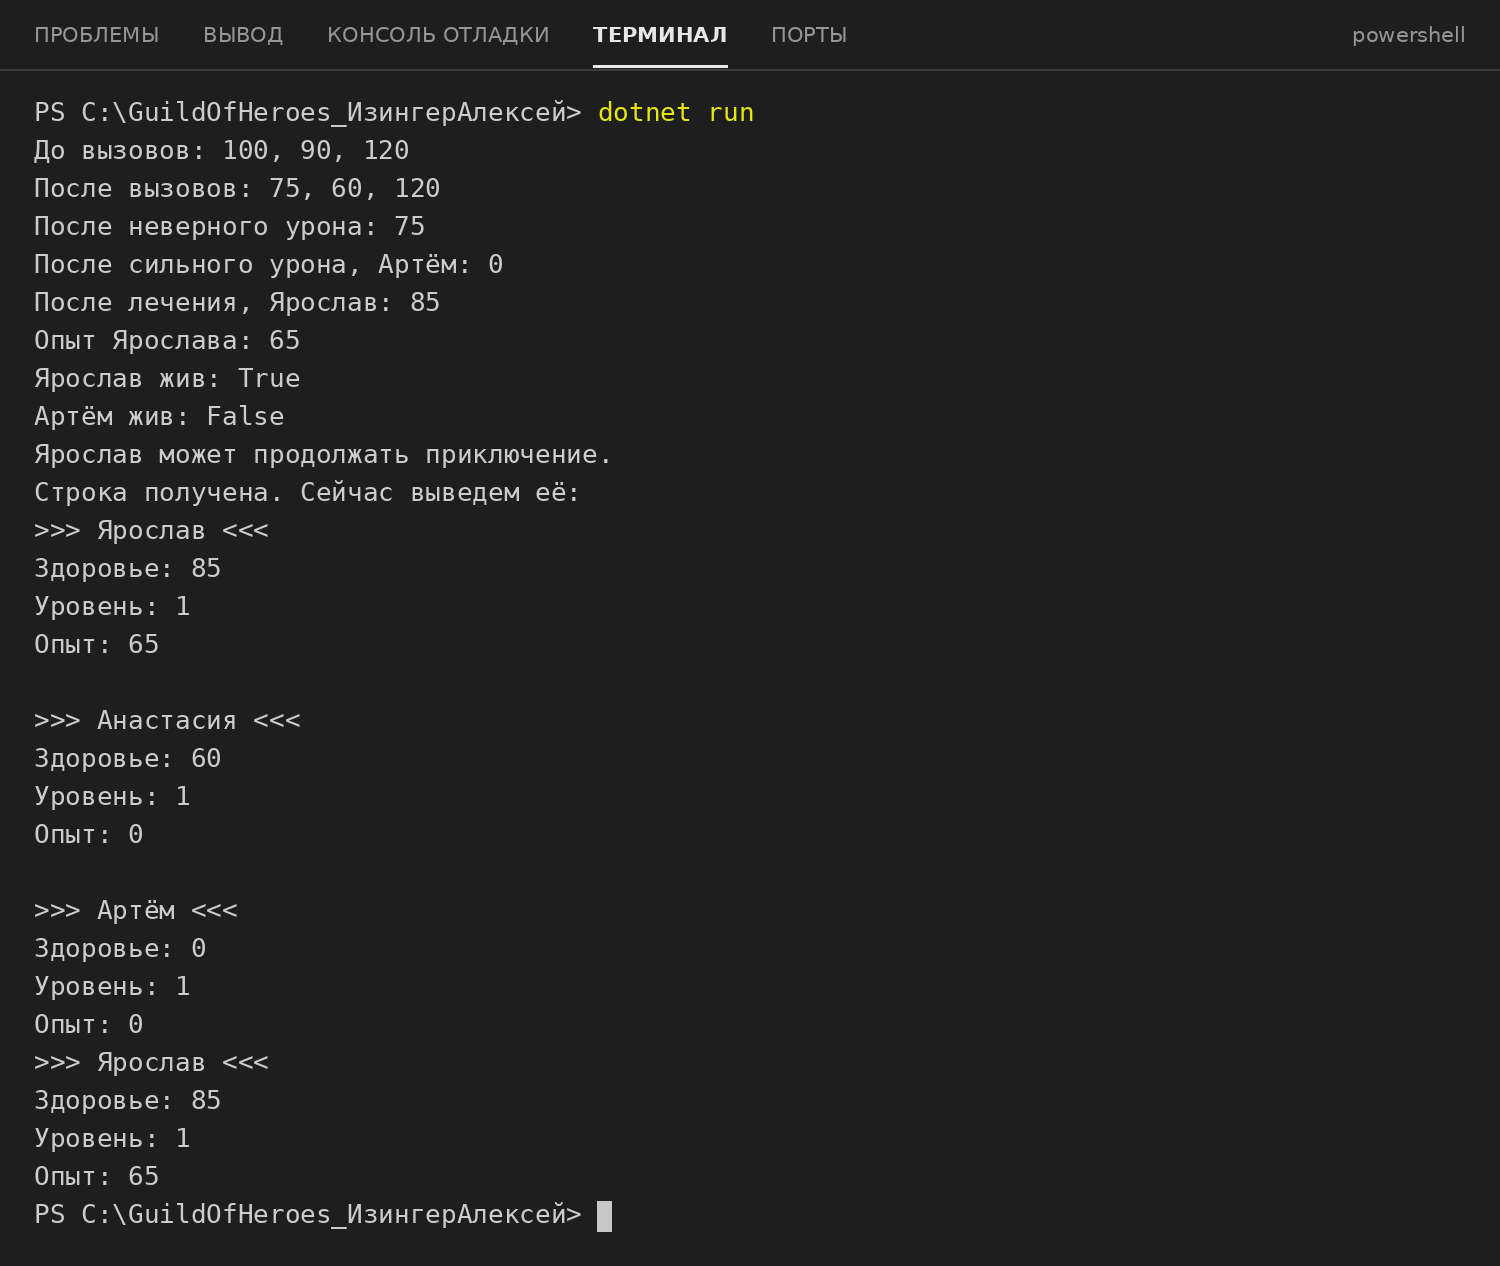 ПРОБЛЕМЫ ВЫВОД КОНСОЛЬ ОТЛАДКИ ТЕРМИНАЛ ПОРТЫ powershell
PS C:\GuildOfHeroes_ИзингерАлексей> dotnet run
До вызовов: 100, 90, 120
После вызовов: 75, 60, 120
После неверного урона: 75
После сильного урона, Артём: 0
После лечения, Ярослав: 85
Опыт Ярослава: 65
Ярослав жив: True
Артём жив: False
Ярослав может продолжать приключение.
Строка получена. Сейчас выведем её:
>>> Ярослав <<<
Здоровье: 85
Уровень: 1
Опыт: 65
>>> Анастасия <<<
Здоровье: 60
Уровень: 1
Опыт: 0
>>> Артём <<<
Здоровье: 0
Уровень: 1
Опыт: 0
>>> Ярослав <<<
Здоровье: 85
Уровень: 1
Опыт: 65
PS C:\GuildOfHeroes_ИзингерАлексей>